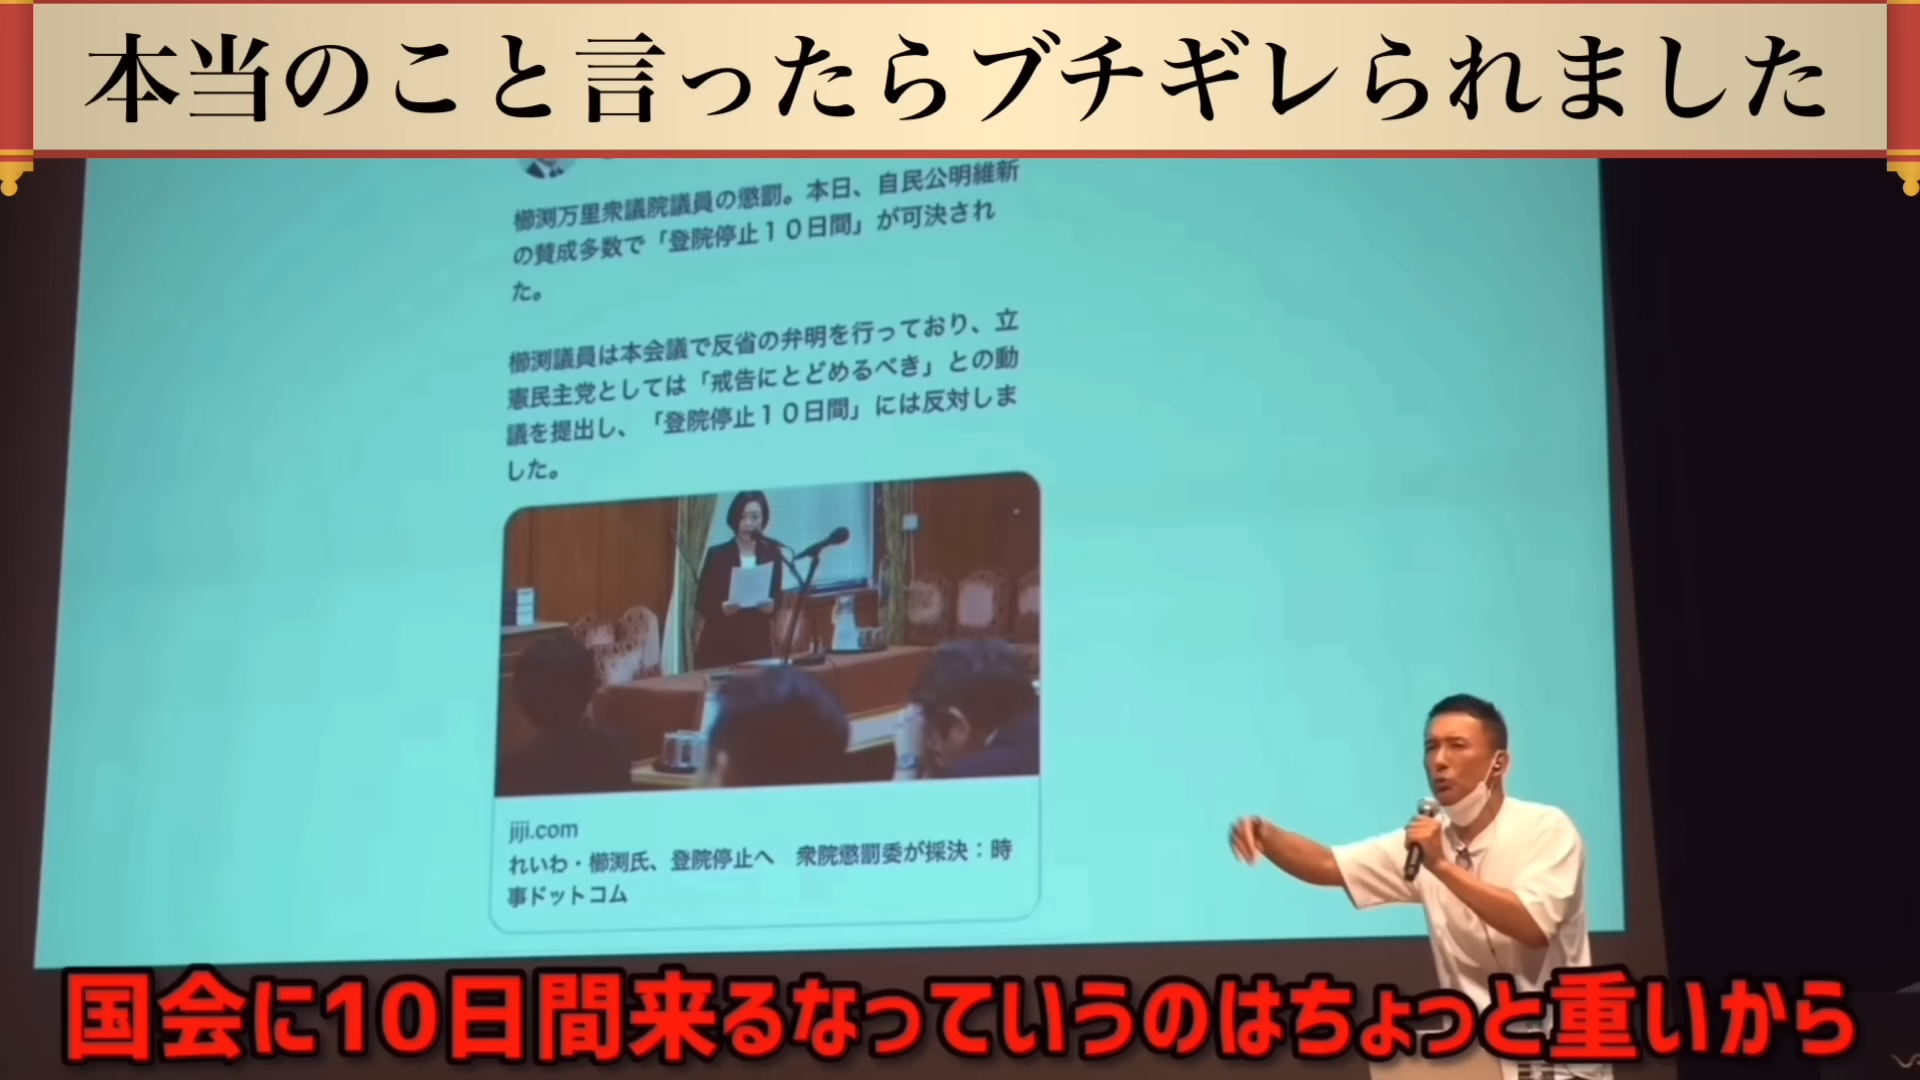 本当のこと言ったらブチギレられました
櫛渕万里衆議院議員の懲罰。本日、自民公明維新
の賛成多数で「登院停止１０日間」が可決され
た。
櫛渕議員は本会議で反省の弁明を行っており、立
憲民主党としては「戒告にとどめるべき」との動
議を提出し、「登院停止１０日間」には反対しま
した。
jiji.com
れいわ・櫛渕氏、登院停止へ　衆院懲罰委が採決：時
事ドットコム
国会に10日間来るなっていうのはちょっと重いから